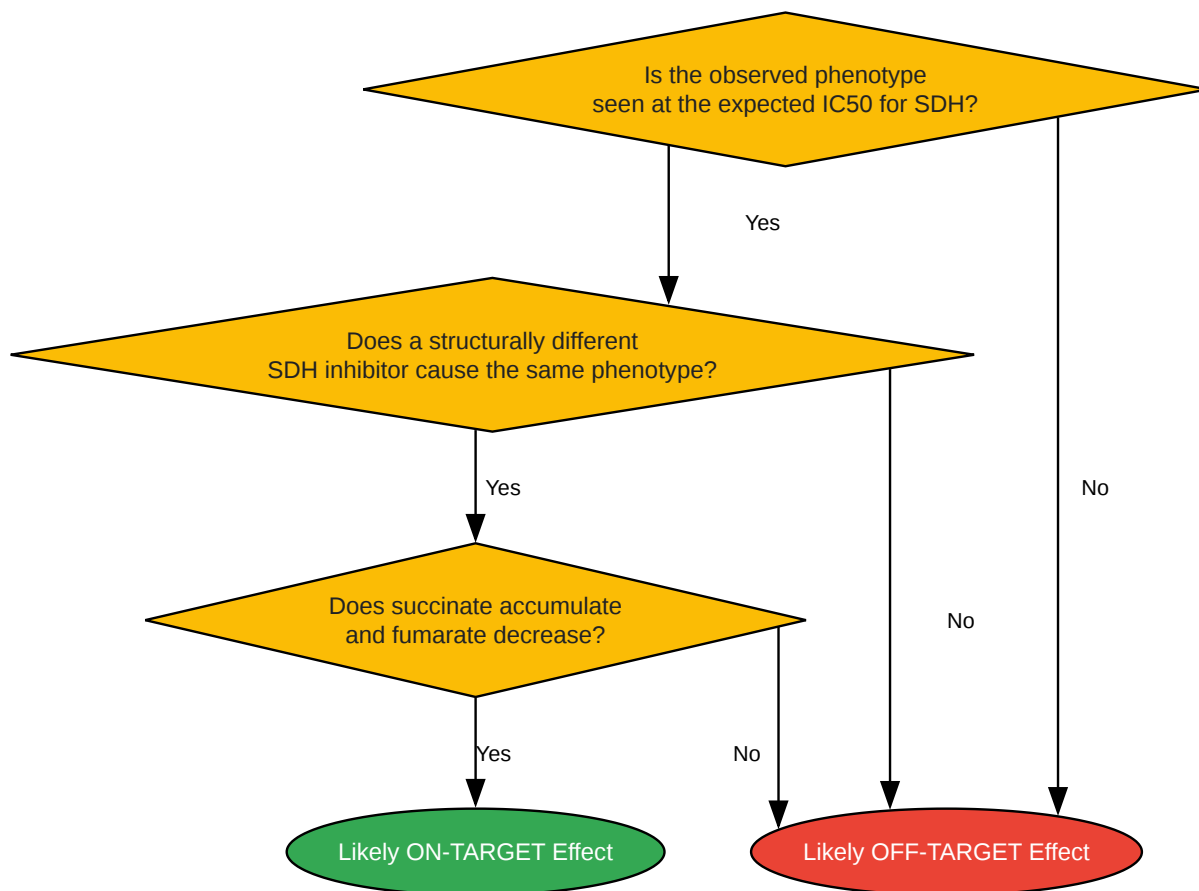 Is the observed phenotype
seen at the expected IC50 for SDH?
Yes
Does a structurally different
SDH inhibitor cause the same phenotype?
Yes
No
Does succinate accumulate
and fumarate decrease?
No
Yes
No
Likely ON-TARGET Effect
Likely OFF-TARGET Effect